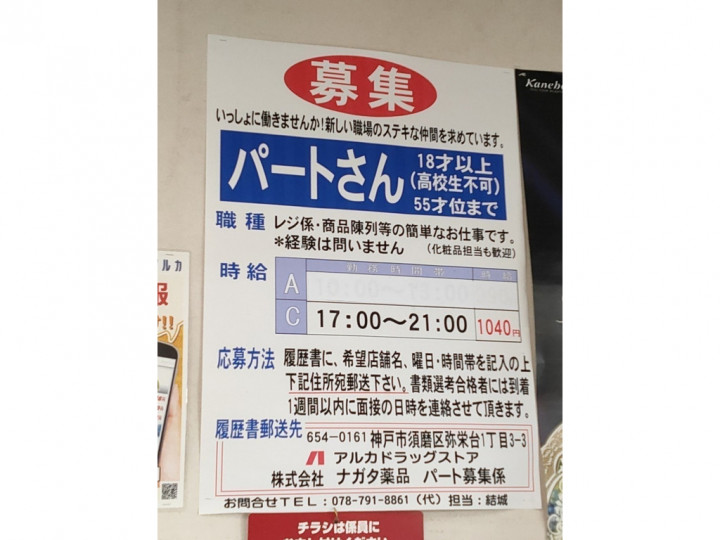 募集
いっしょに働きませんか!新しい職場のステキな仲間を求めています。
パートさん
18才以上
(高校生不可)
55才位まで
職種 レジ係・商品陳列等の簡単なお仕事です。
*経験は問いません (化粧品担当も歓迎)
時給
勤務時間帯
A
C 17:00~21:00 1040円
応募方法 履歴書に、希望店舗名、曜日・時間帯を記入の上
下記住所宛郵送下さい。書類選考合格者には到着
1週間以内に面接の日時を連絡させて頂きます。
履歴書郵送先 654-0161 神戸市須磨区弥栄台1丁目3-3
アルカドラッグストア
株式会社 ナガタ薬品 パート募集係
お問合せTEL:078-791-8861(代) 担当:結城
チラシは係員に
ルカ
報
!!